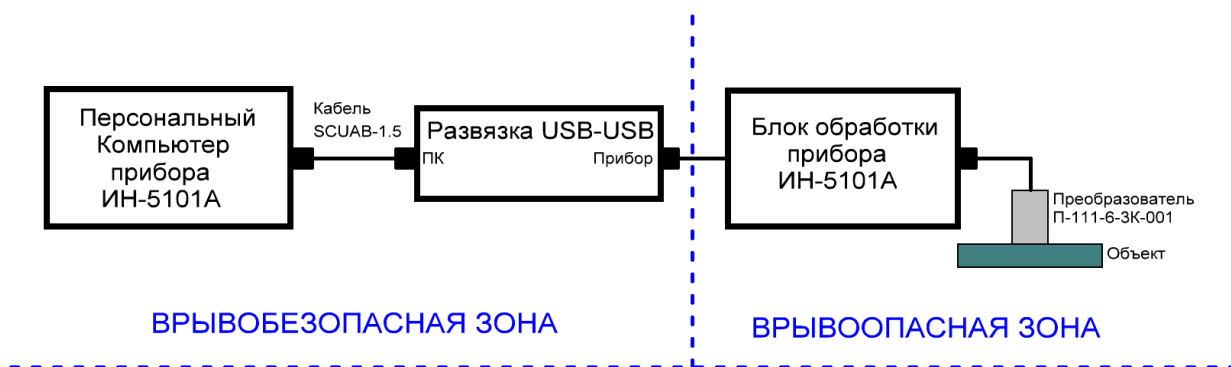 Персональный
Компьютер
прибора
ИН-5101А
Кабель
SCUAB-1.5
Развязка USB-USB
ПК
Прибор
Блок обработки
прибора
ИН-5101А
Преобразователь
П-111-6-3К-001
Объект
ВРЫВОБЕЗОПАСНАЯ ЗОНА
ВРЫВООПАСНАЯ ЗОНА